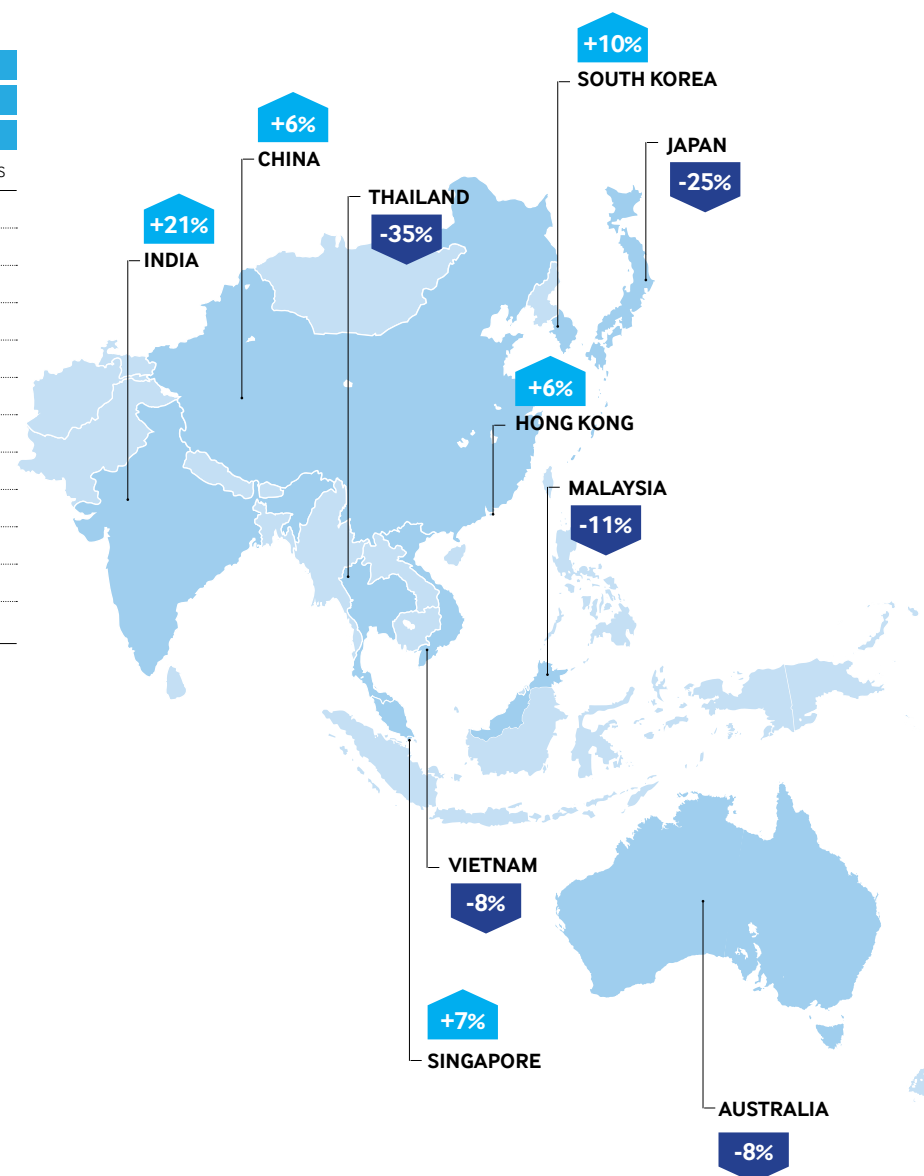 +10%
SOUTH KOREA
+6%
CHINA
JAPAN
-25%
S
THAILAND
-35%
+21%
INDIA
+6%
HONG KONG
MALAYSIA
-11%
VIETNAM
-8%
+7%
SINGAPORE
AUSTRALIA
-8%